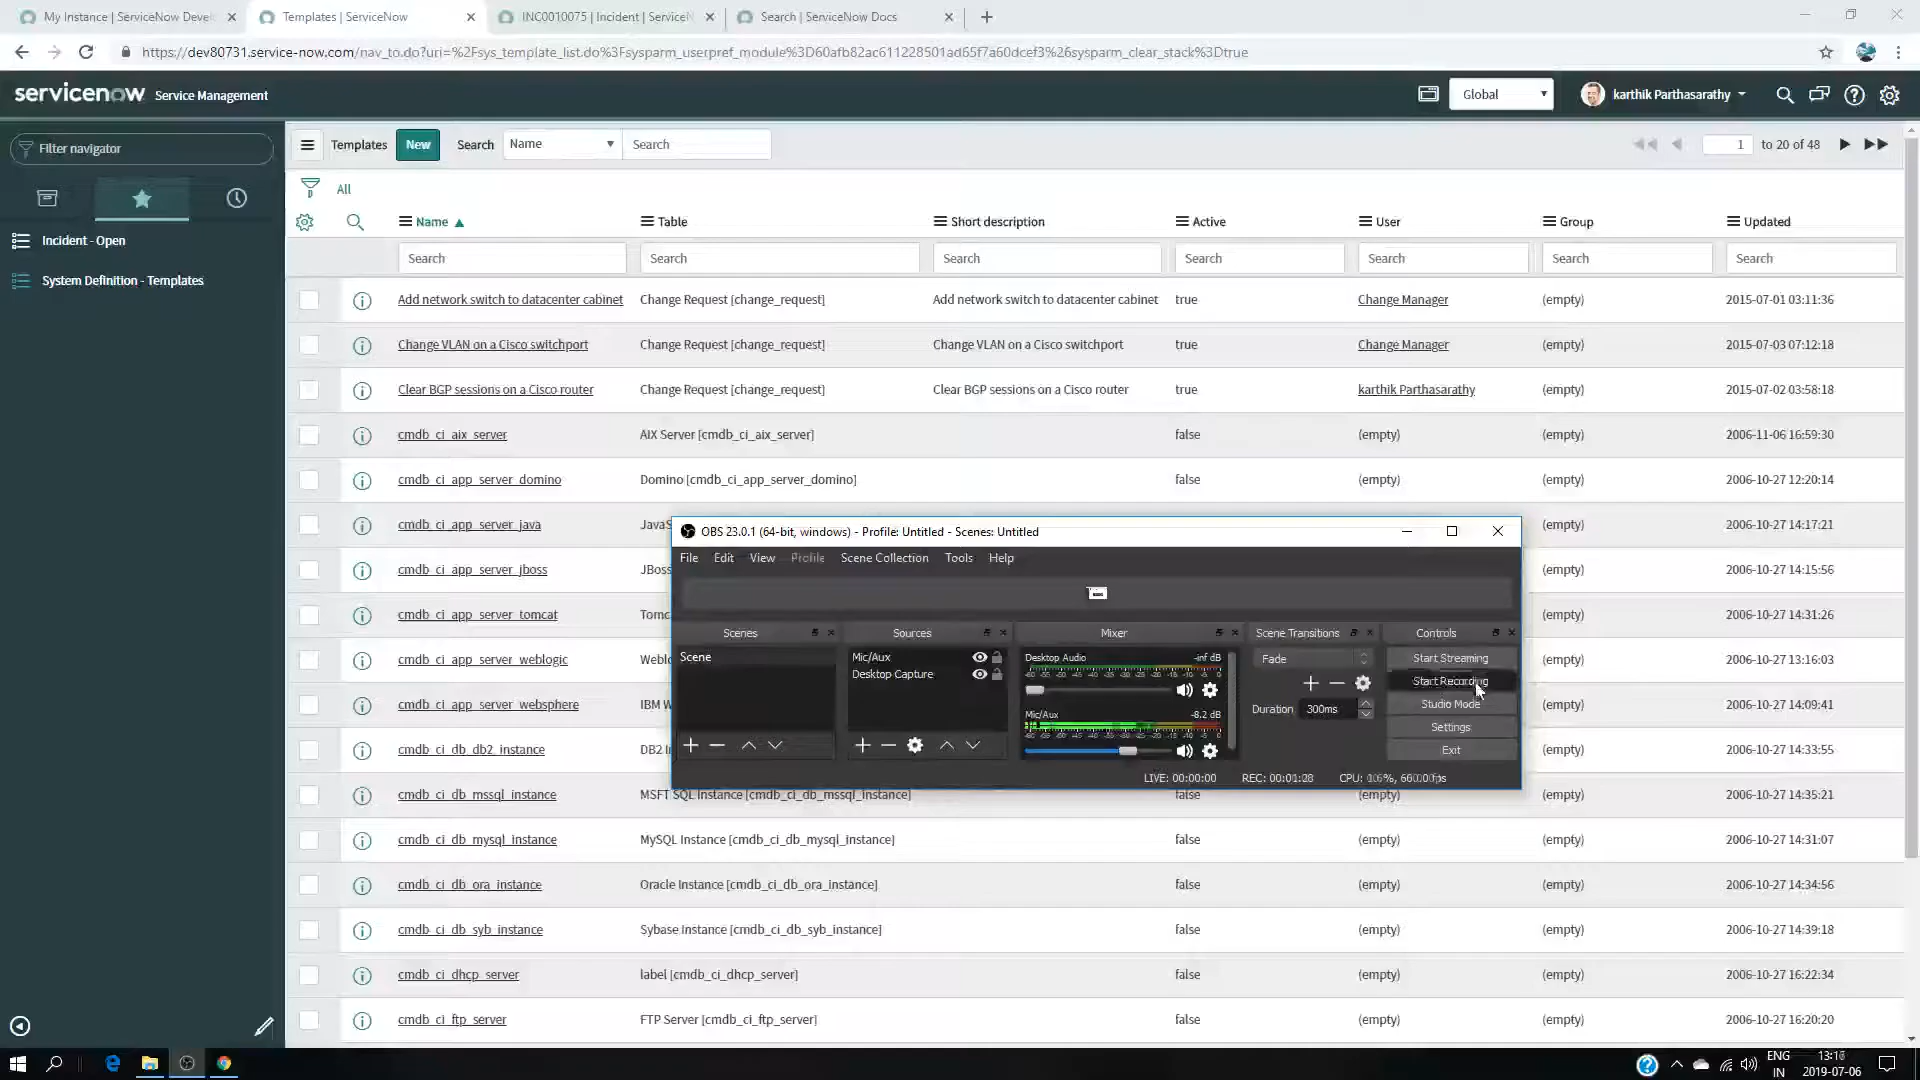 My Instance | ServiceNow Devel
Templates | ServiceNow
INC0010075 | Incident | ServiceN
Search | ServiceNow Docs
https://dev80731.service-now.com/nav_to.do?uri=%2Fsys_template_list.do%3Fsysparm_userpref_module%3D60afb82ac611228501ad65f7a60dcef3%26sysparm_clear_stack%3Dtrue
servicenow Service Management
Global
karthik Parthasarathy
Filter navigator
Templates New Search Name Search
1 to 20 of 48
All
Incident - Open
System Definition - Templates
Name Table Short description Active User Group Updated
Search Search Search Search Search Search Search
Add network switch to datacenter cabinet Change Request [change_request] Add network switch to datacenter cabinet true Change Manager (empty) 2015-07-01 03:11:36
Change VLAN on a Cisco switchport Change Request [change_request] Change VLAN on a Cisco switchport true Change Manager (empty) 2015-07-03 07:12:18
Clear BGP sessions on a Cisco router Change Request [change_request] Clear BGP sessions on a Cisco router true karthik Parthasarathy (empty) 2015-07-02 03:58:18
cmdb_ci_aix_server AIX Server [cmdb_ci_aix_server] false (empty) (empty) 2006-11-06 16:59:30
cmdb_ci_app_server_domino Domino [cmdb_ci_app_server_domino] false (empty) (empty) 2006-10-27 12:20:14
cmdb_ci_app_server_java JavaS (empty) 2006-10-27 14:17:21
cmdb_ci_app_server_jboss JBoss (empty) 2006-10-27 14:15:56
cmdb_ci_app_server_tomcat Tomc (empty) 2006-10-27 14:31:26
cmdb_ci_app_server_weblogic Weblo (empty) 2006-10-27 13:16:03
cmdb_ci_app_server_websphere IBM W (empty) 2006-10-27 14:09:41
cmdb_ci_db_db2_instance DB2 I (empty) 2006-10-27 14:33:55
cmdb_ci_db_mssql_instance MSFT SQL Instance [cmdb_ci_db_mssql_instance] false (empty) (empty) 2006-10-27 14:35:21
cmdb_ci_db_mysql_instance MySQL Instance [cmdb_ci_db_mysql_instance] false (empty) (empty) 2006-10-27 14:31:07
cmdb_ci_db_ora_instance Oracle Instance [cmdb_ci_db_ora_instance] false (empty) (empty) 2006-10-27 14:34:56
cmdb_ci_db_syb_instance Sybase Instance [cmdb_ci_db_syb_instance] false (empty) (empty) 2006-10-27 14:39:18
cmdb_ci_dhcp_server label [cmdb_ci_dhcp_server] false (empty) (empty) 2006-10-27 16:22:34
cmdb_ci_ftp_server FTP Server [cmdb_ci_ftp_server] false (empty) (empty) 2006-10-27 16:20:20
OBS 23.0.1 (64-bit, windows) - Profile: Untitled - Scenes: Untitled
File Edit View Profile Scene Collection Tools Help
Scenes Sources Mixer Scene Transitions Controls
Scene
Mic/Aux
Desktop Capture
Desktop Audio -inf dB
Mic/Aux -8.2 dB
Fade
Duration 300ms
Start Streaming
Start Recording
Studio Mode
Settings
Exit
LIVE: 00:00:00 REC: 00:01:28
ENG
IN
13:16
2019-07-06